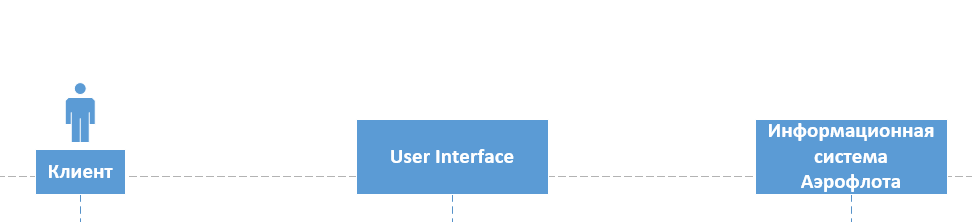 Клиент
User Interface
Информационная
система
Аэрофлота